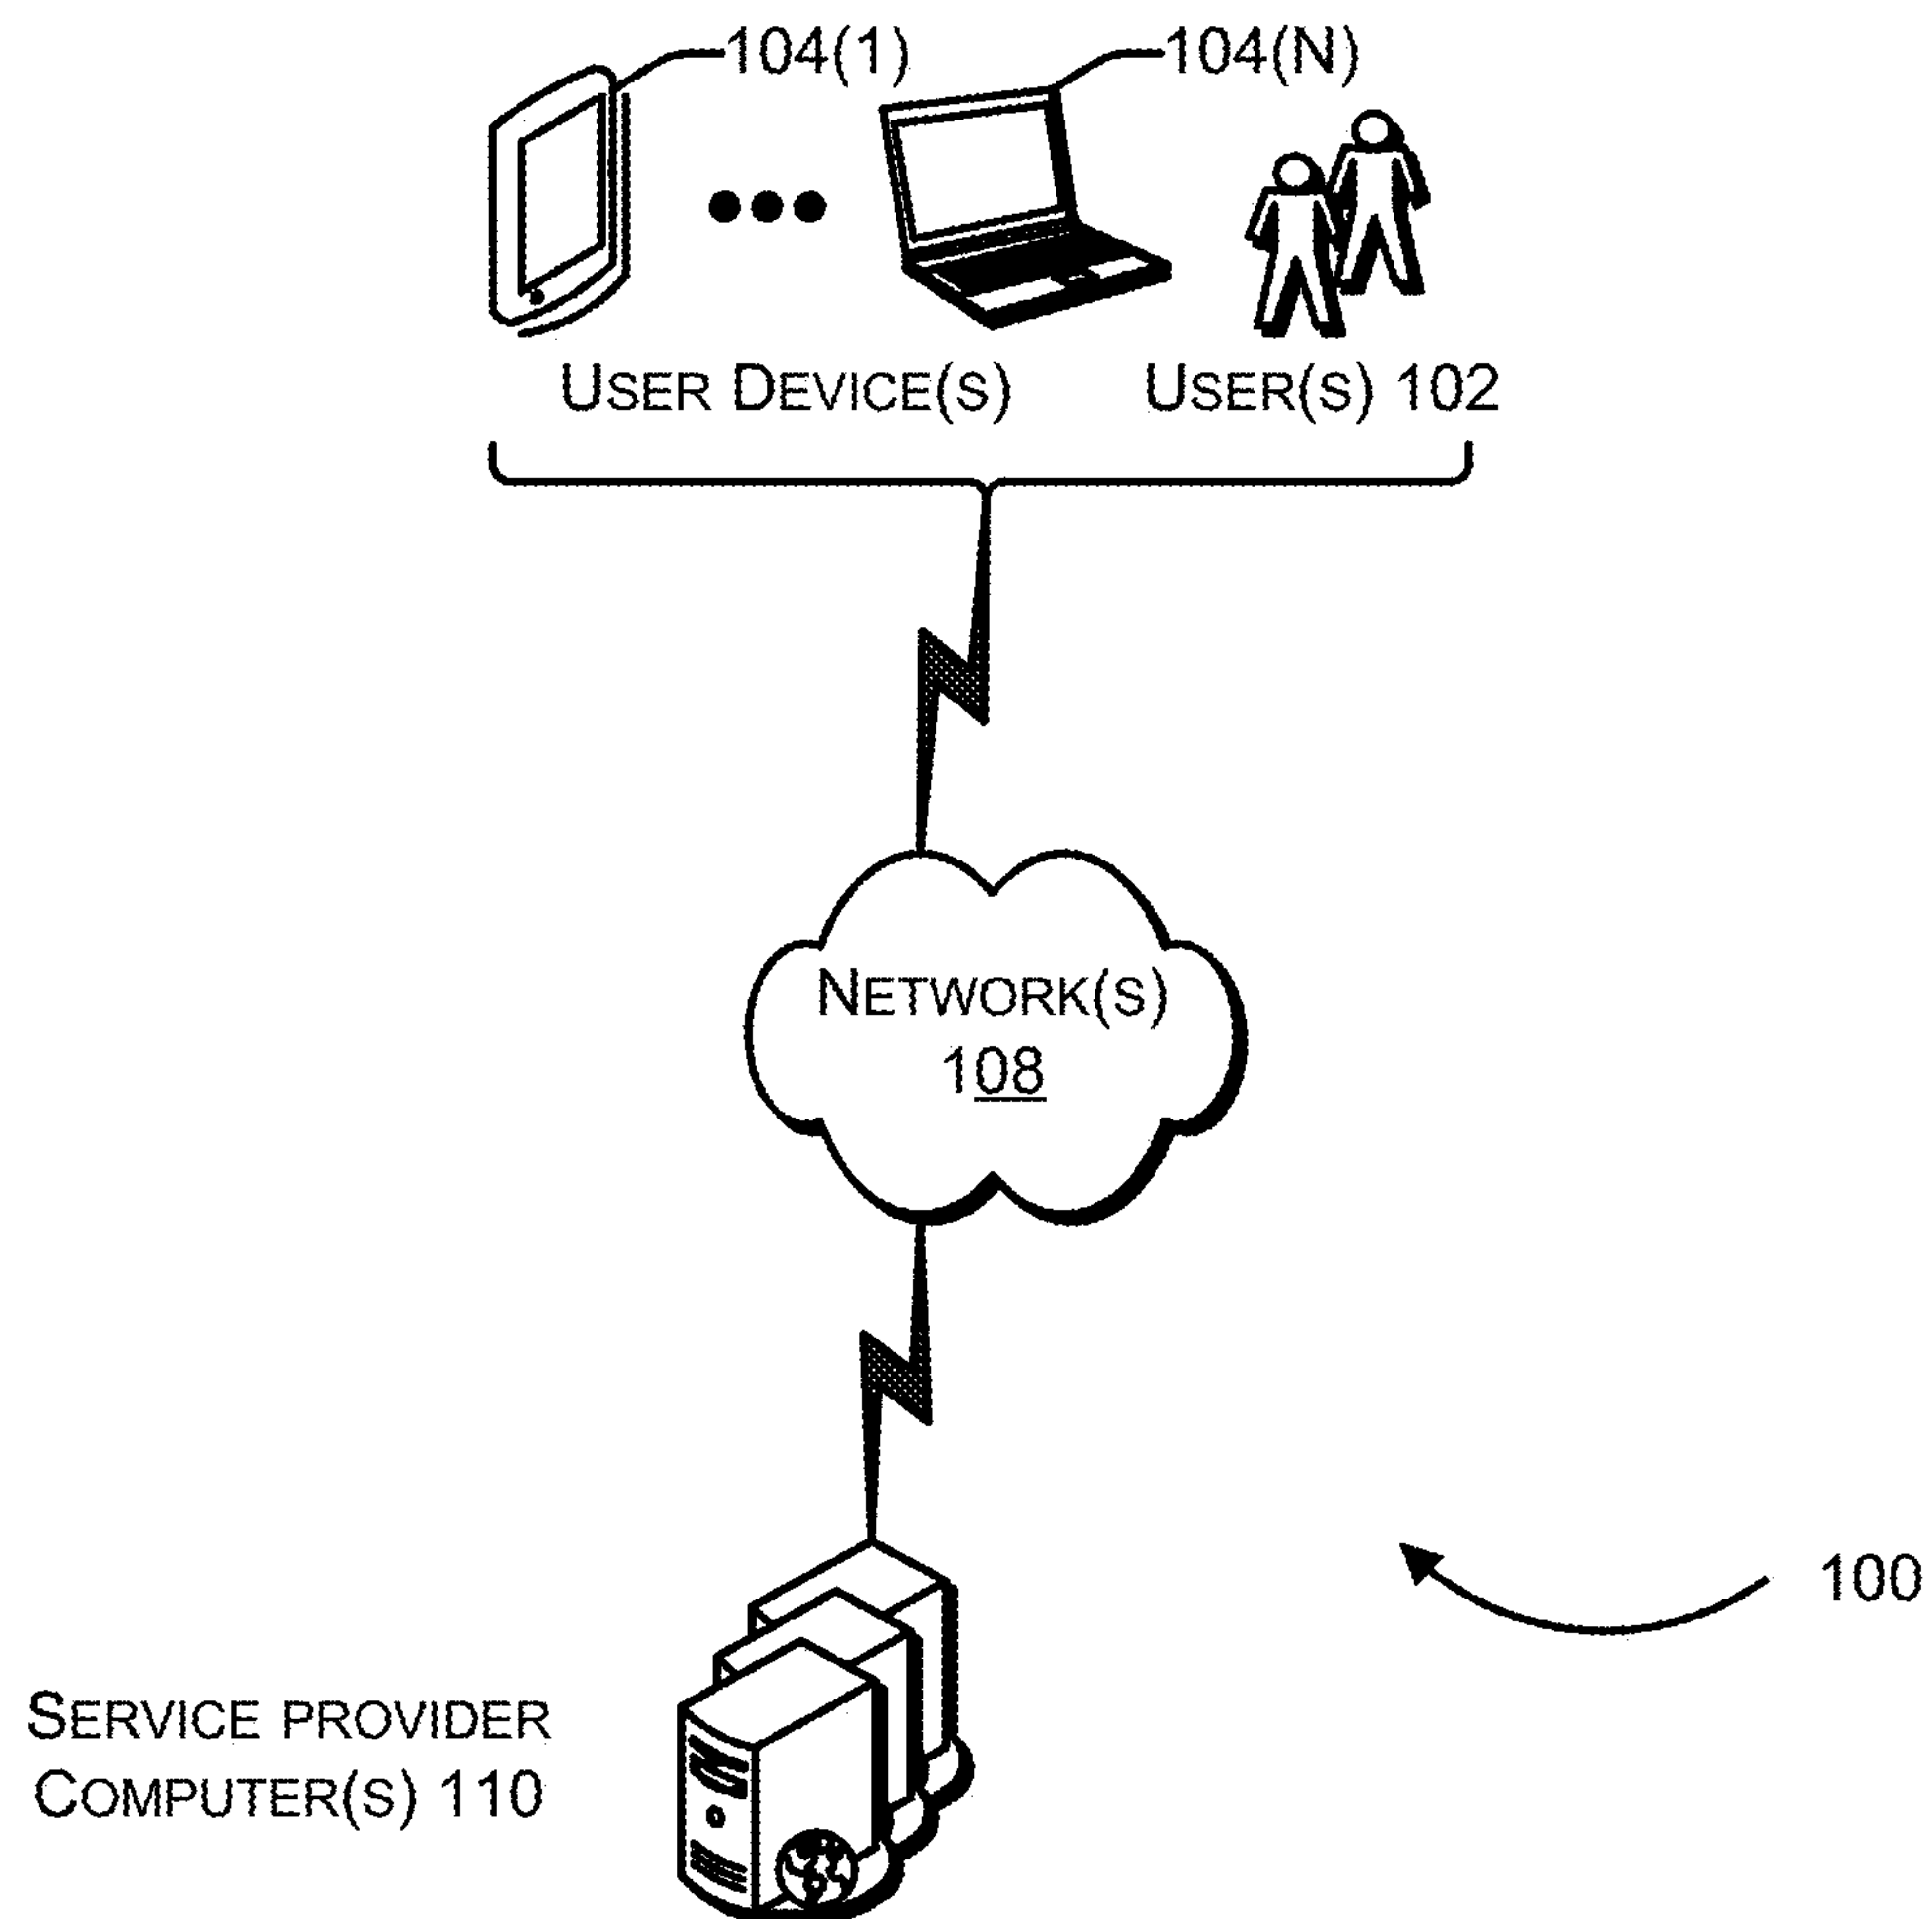 104(1) 104(N)
USER DEVICE(S) USER(S) 102
NETWORK(S)
108
100
SERVICE PROVIDER
COMPUTER(S) 110